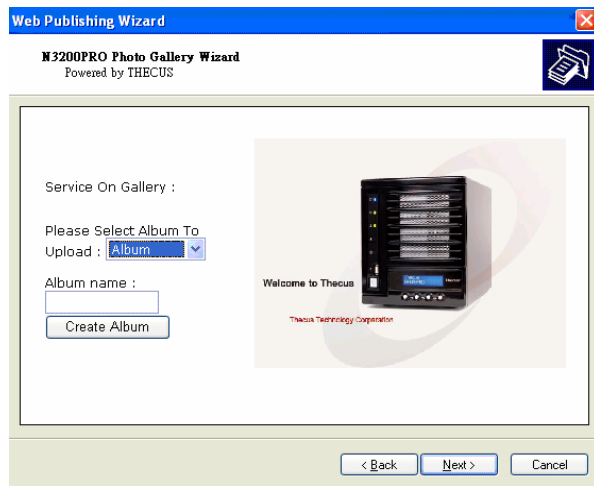 Web Publishing Wizard
N3200PRO Photo Gallery Wizard
Powered by THECUS
Service On Gallery :
Please Select Album To
Upload : Album
Album name :
Create Album
Welcome to Thecus
Thecus Technology Corporation
< Back
Next >
Cancel